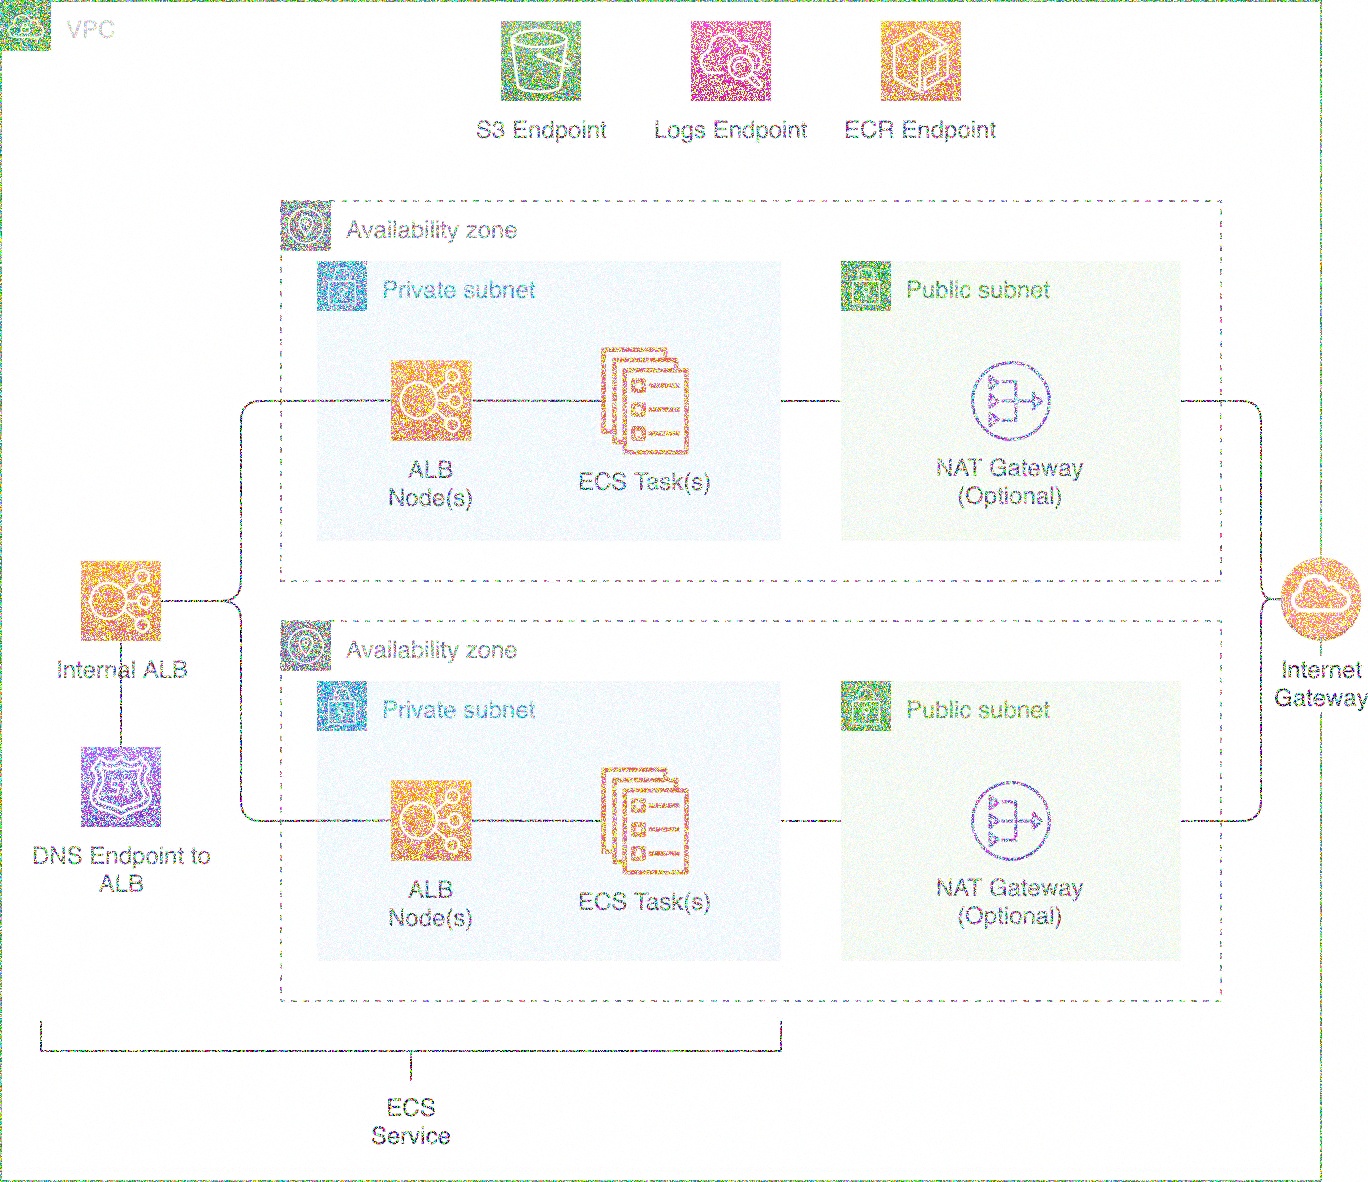 VPC
S3 Endpoint
Logs Endpoint
ECR Endpoint
Availability zone
Private subnet
Public subnet
ALB
Node(s)
ECS Task(s)
NAT Gateway
(Optional)
Internal ALB
DNS Endpoint to
ALB
Availability zone
Private subnet
Public subnet
ALB
Node(s)
ECS Task(s)
NAT Gateway
(Optional)
Internet
Gateway
ECS
Service